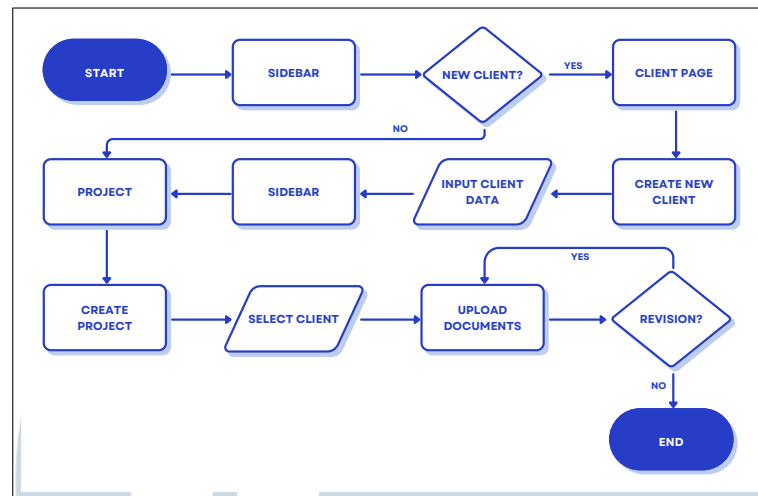 START
SIDEBAR
NEW CLIENT?
YES
CLIENT PAGE
NO
PROJECT
SIDEBAR
INPUT CLIENT
DATA
CREATE NEW
CLIENT
YES
CREATE
PROJECT
SELECT CLIENT
UPLOAD
DOCUMENTS
REVISION?
NO
END